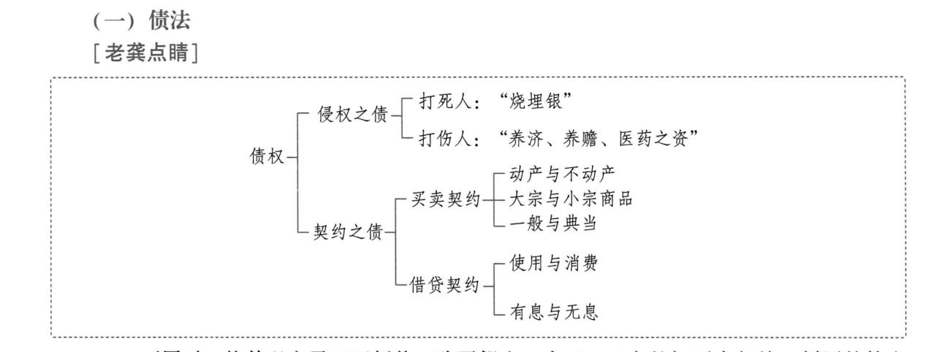 （一）债法
［老龚点睛］
打死人：“烧埋银”
侵权之债
打伤人：“养济、养赡、医药之资”
债权
动产与不动产
买卖契约
大宗与小宗商品
一般与典当
契约之债
使用与消费
借贷契约
有息与无息